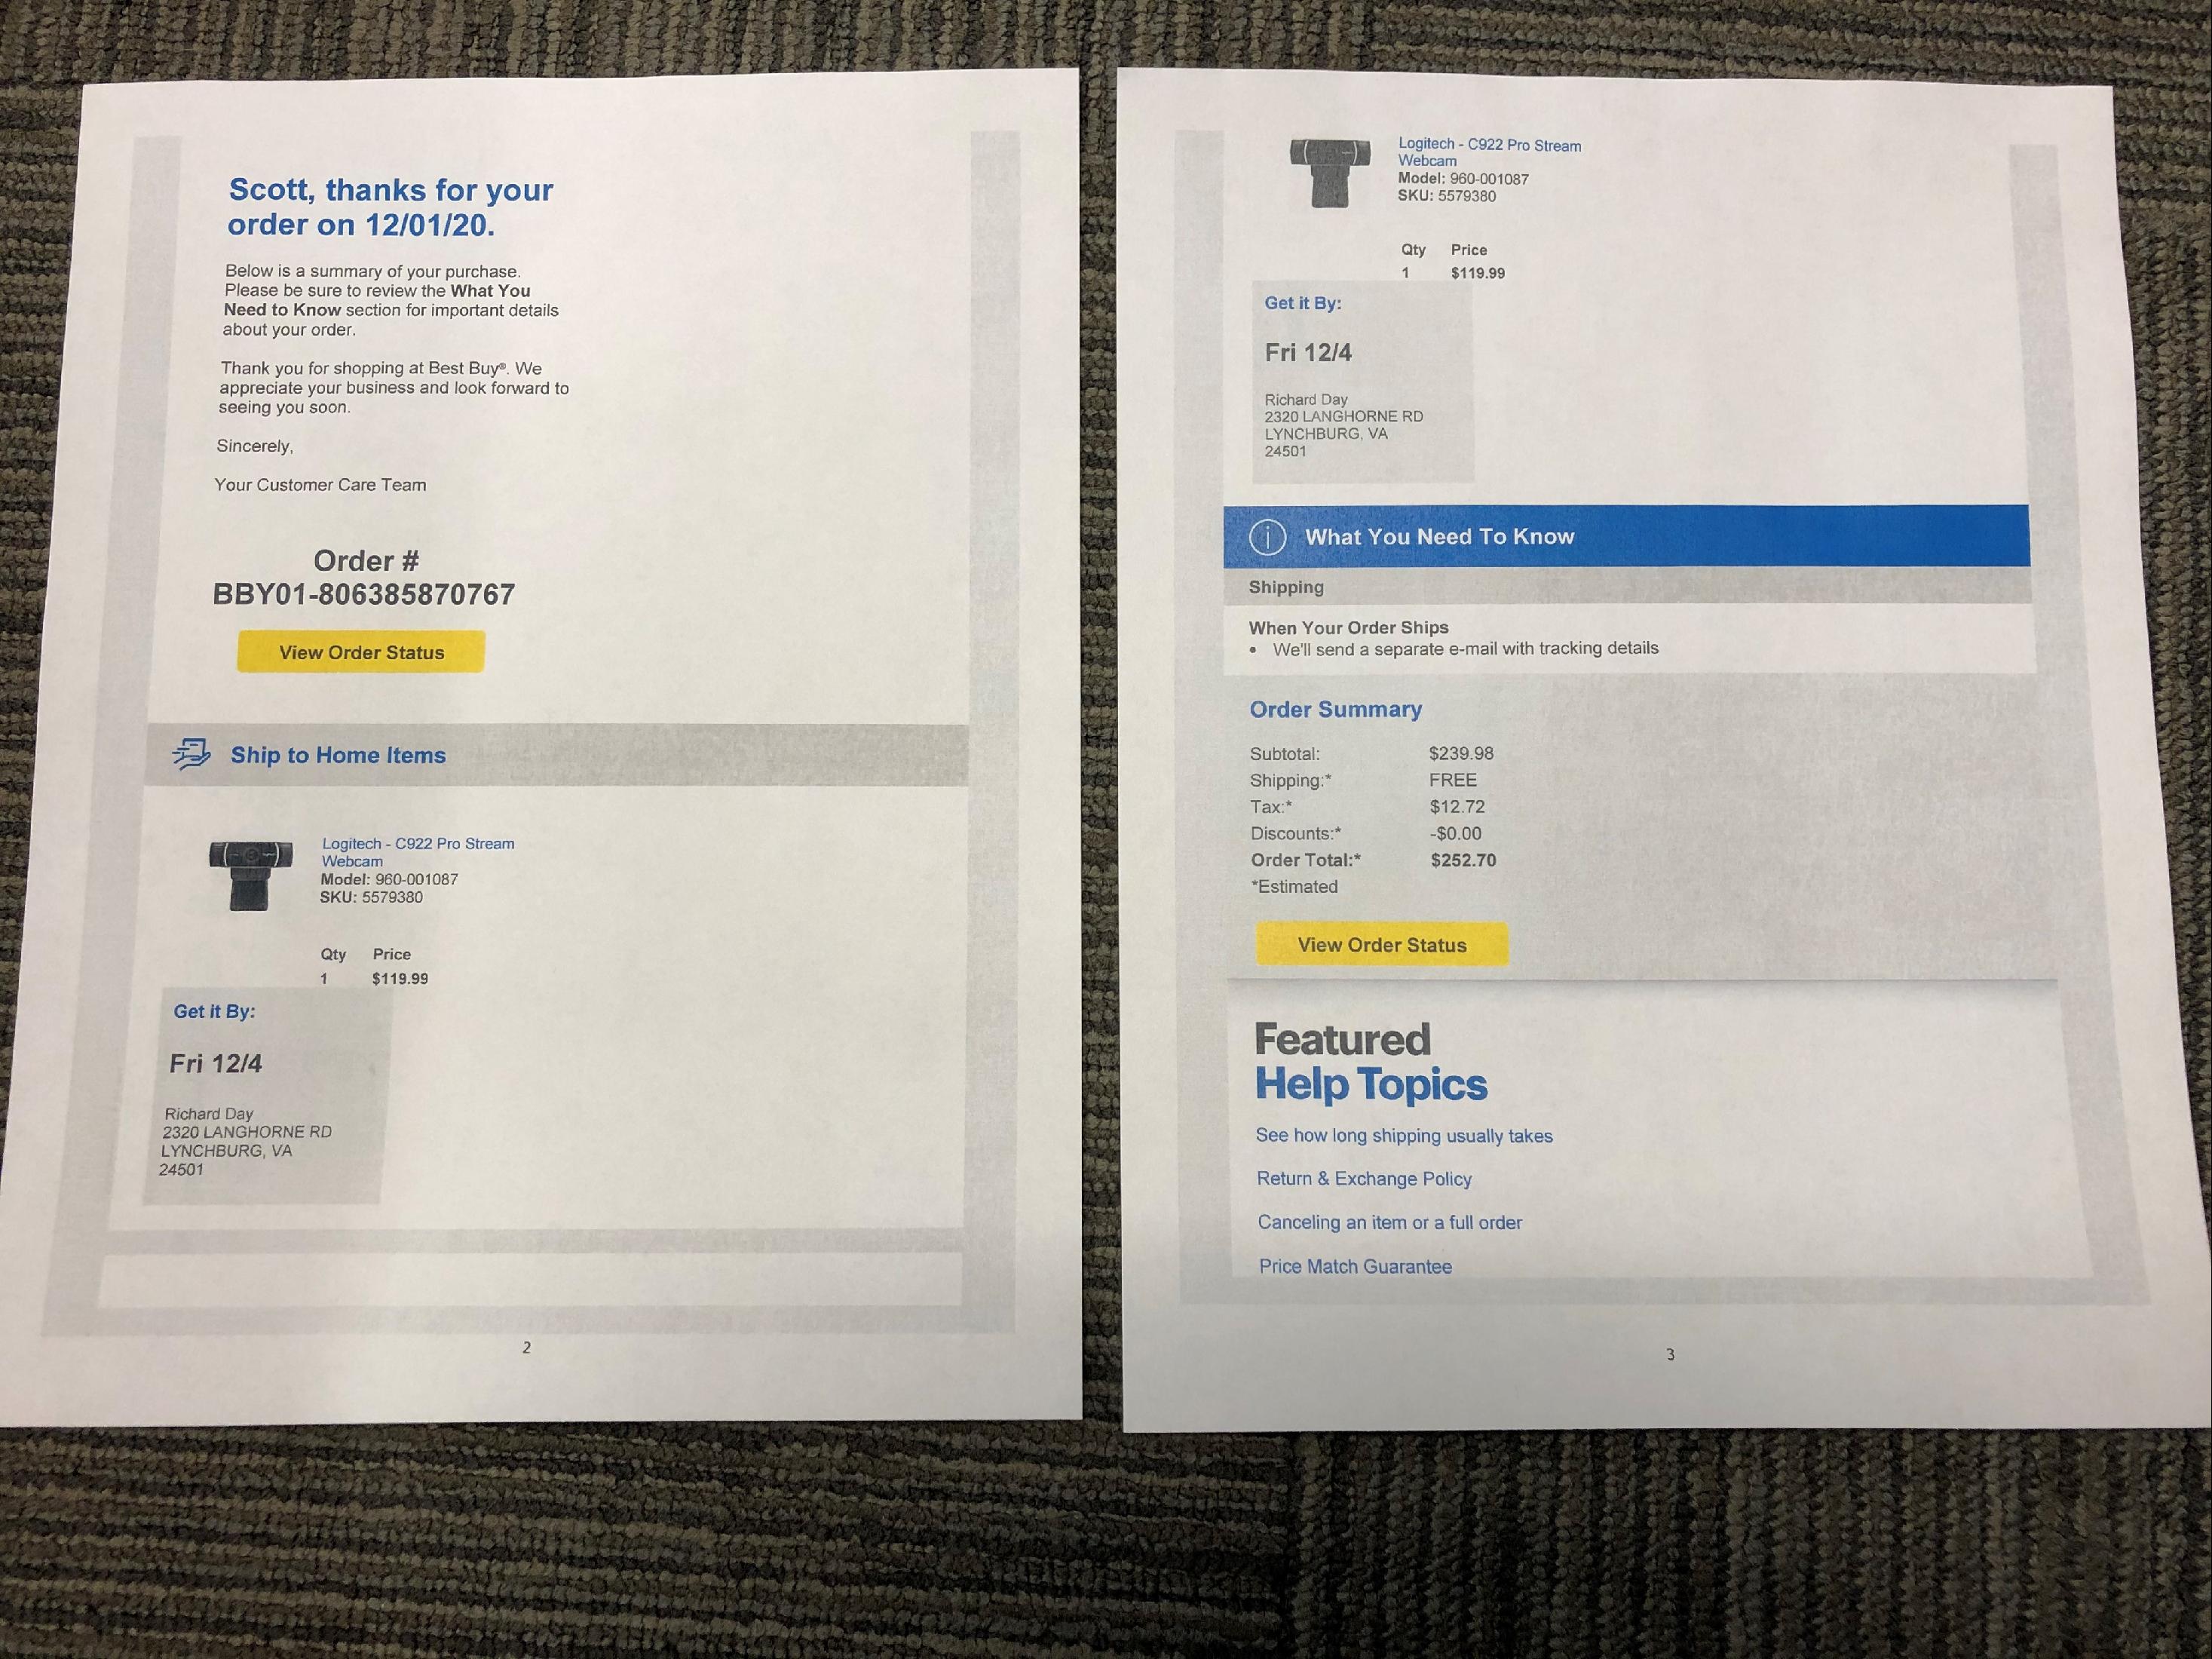 Scott, thanks for your
order on 12/01/20.
Below is a summary of your purchase.
Please be sure to review the What You
Need to Know section for important details
about your order.
Thank you for shopping at Best Buy®. We
appreciate your business and look forward to
seeing you soon.
Sincerely,
Your Customer Care Team
Order #
BBY01-806385870767
View Order Status
Ship to Home Items
Logitech - C922 Pro Stream
Webcam
Model: 960-001087
SKU: 5579380
Qty Price
1 $119.99
Get it By:
Fri 12/4
Richard Day
2320 LANGHORNE RD
LYNCHBURG, VA
24501
2
Logitech - C922 Pro Stream
Webcam
Model: 960-001087
SKU: 5579380
Qty Price
1 $119.99
Get it By:
Fri 12/4
Richard Day
2320 LANGHORNE RD
LYNCHBURG, VA
24501
What You Need To Know
Shipping
When Your Order Ships
• We'll send a separate e-mail with tracking details
Order Summary
Subtotal: $239.98
Shipping:* FREE
Tax:* $12.72
Discounts:* -$0.00
Order Total:* $252.70
*Estimated
View Order Status
Featured
Help Topics
See how long shipping usually takes
Return & Exchange Policy
Canceling an item or a full order
Price Match Guarantee
3